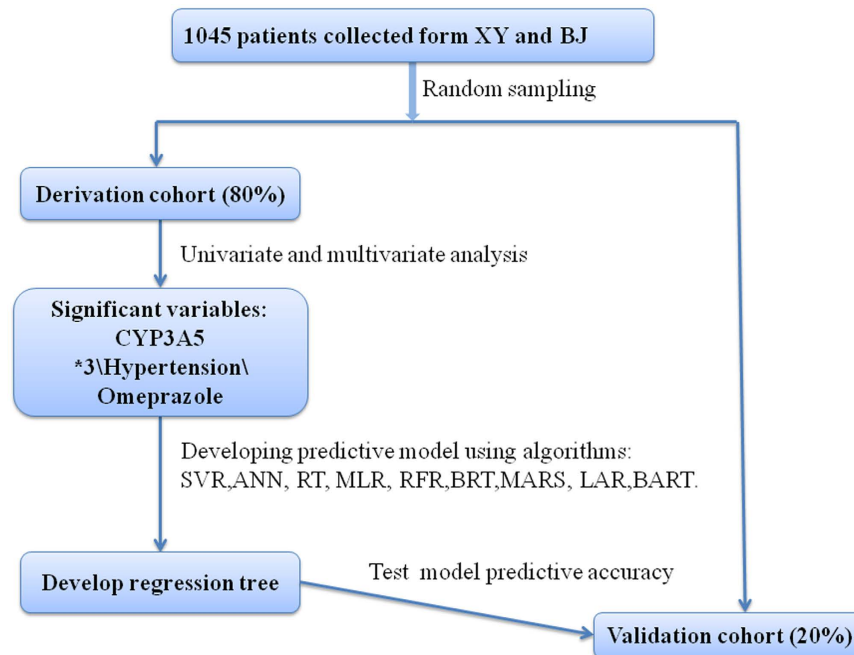 1045 patients collected form XY and BJ
Random sampling
Derivation cohort (80%)
Univariate and multivariate analysis
Significant variables:
CYP3A5
*3\Hypertension\
Omeprazole
Developing predictive model using algorithms:
SVR,ANN, RT, MLR, RFR,BRT,MARS, LAR,BART.
Develop regression tree
Test model predictive accuracy
Validation cohort (20%)